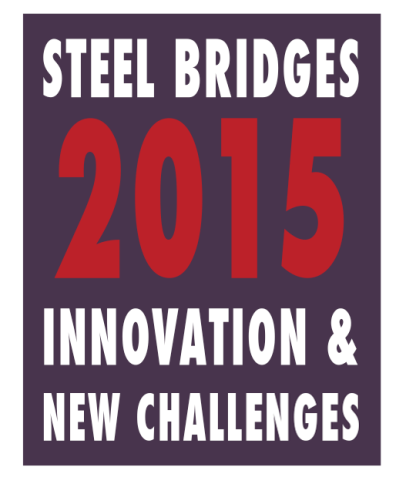 STEEL BRIDGES
2015
INNOVATION &
NEW CHALLENGES